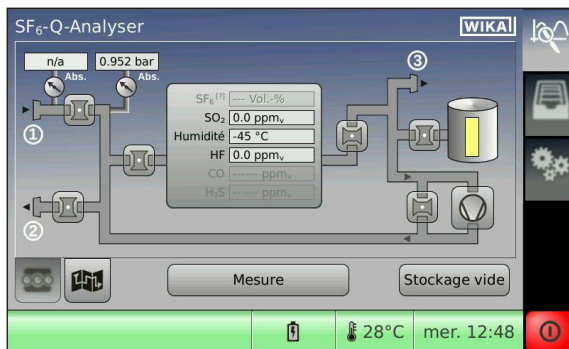 SF₆-Q-Analyser
WIKA
n/a
0.952 bar
Abs.
Abs.
①
②
③
SF₆ [?] --- Vol.-%
SO₂ 0.0 ppmᵥ
Humidité -45 °C
HF 0.0 ppmᵥ
CO ------ ppmᵥ
H₂S ------ ppmᵥ
Mesure
Stockage vide
28°C
mer. 12:48